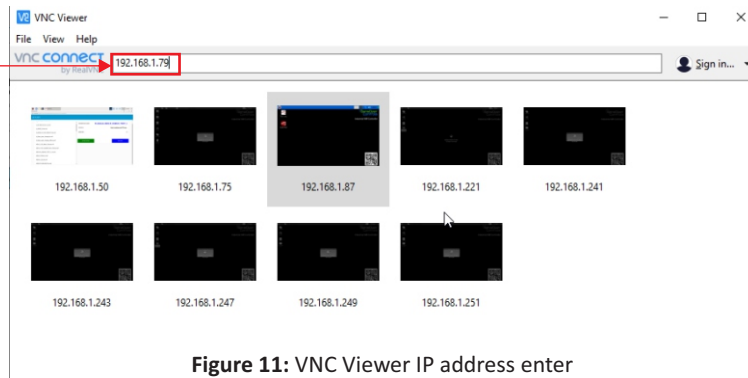 VNC Viewer
File View Help
VNC CONNECT
by RealVNC
192.168.1.79
Sign in...
192.168.1.50
192.168.1.75
192.168.1.87
192.168.1.221
192.168.1.241
192.168.1.243
192.168.1.247
192.168.1.249
192.168.1.251
Figure 11: VNC Viewer IP address enter